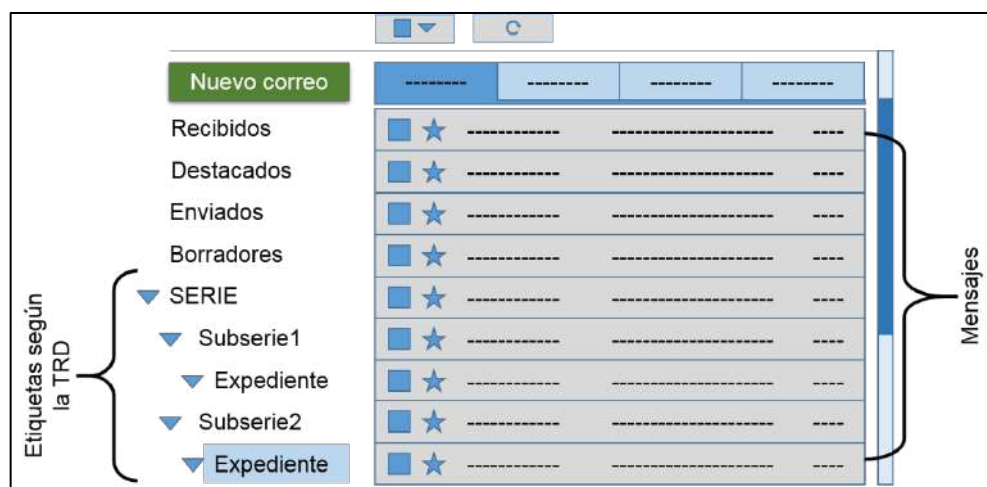 Nuevo correo
Recibidos
Destacados
Enviados
Borradores
SERIE
Subserie1
Expediente
Subserie2
Expediente
Etiquetas según
la TRD
Mensajes